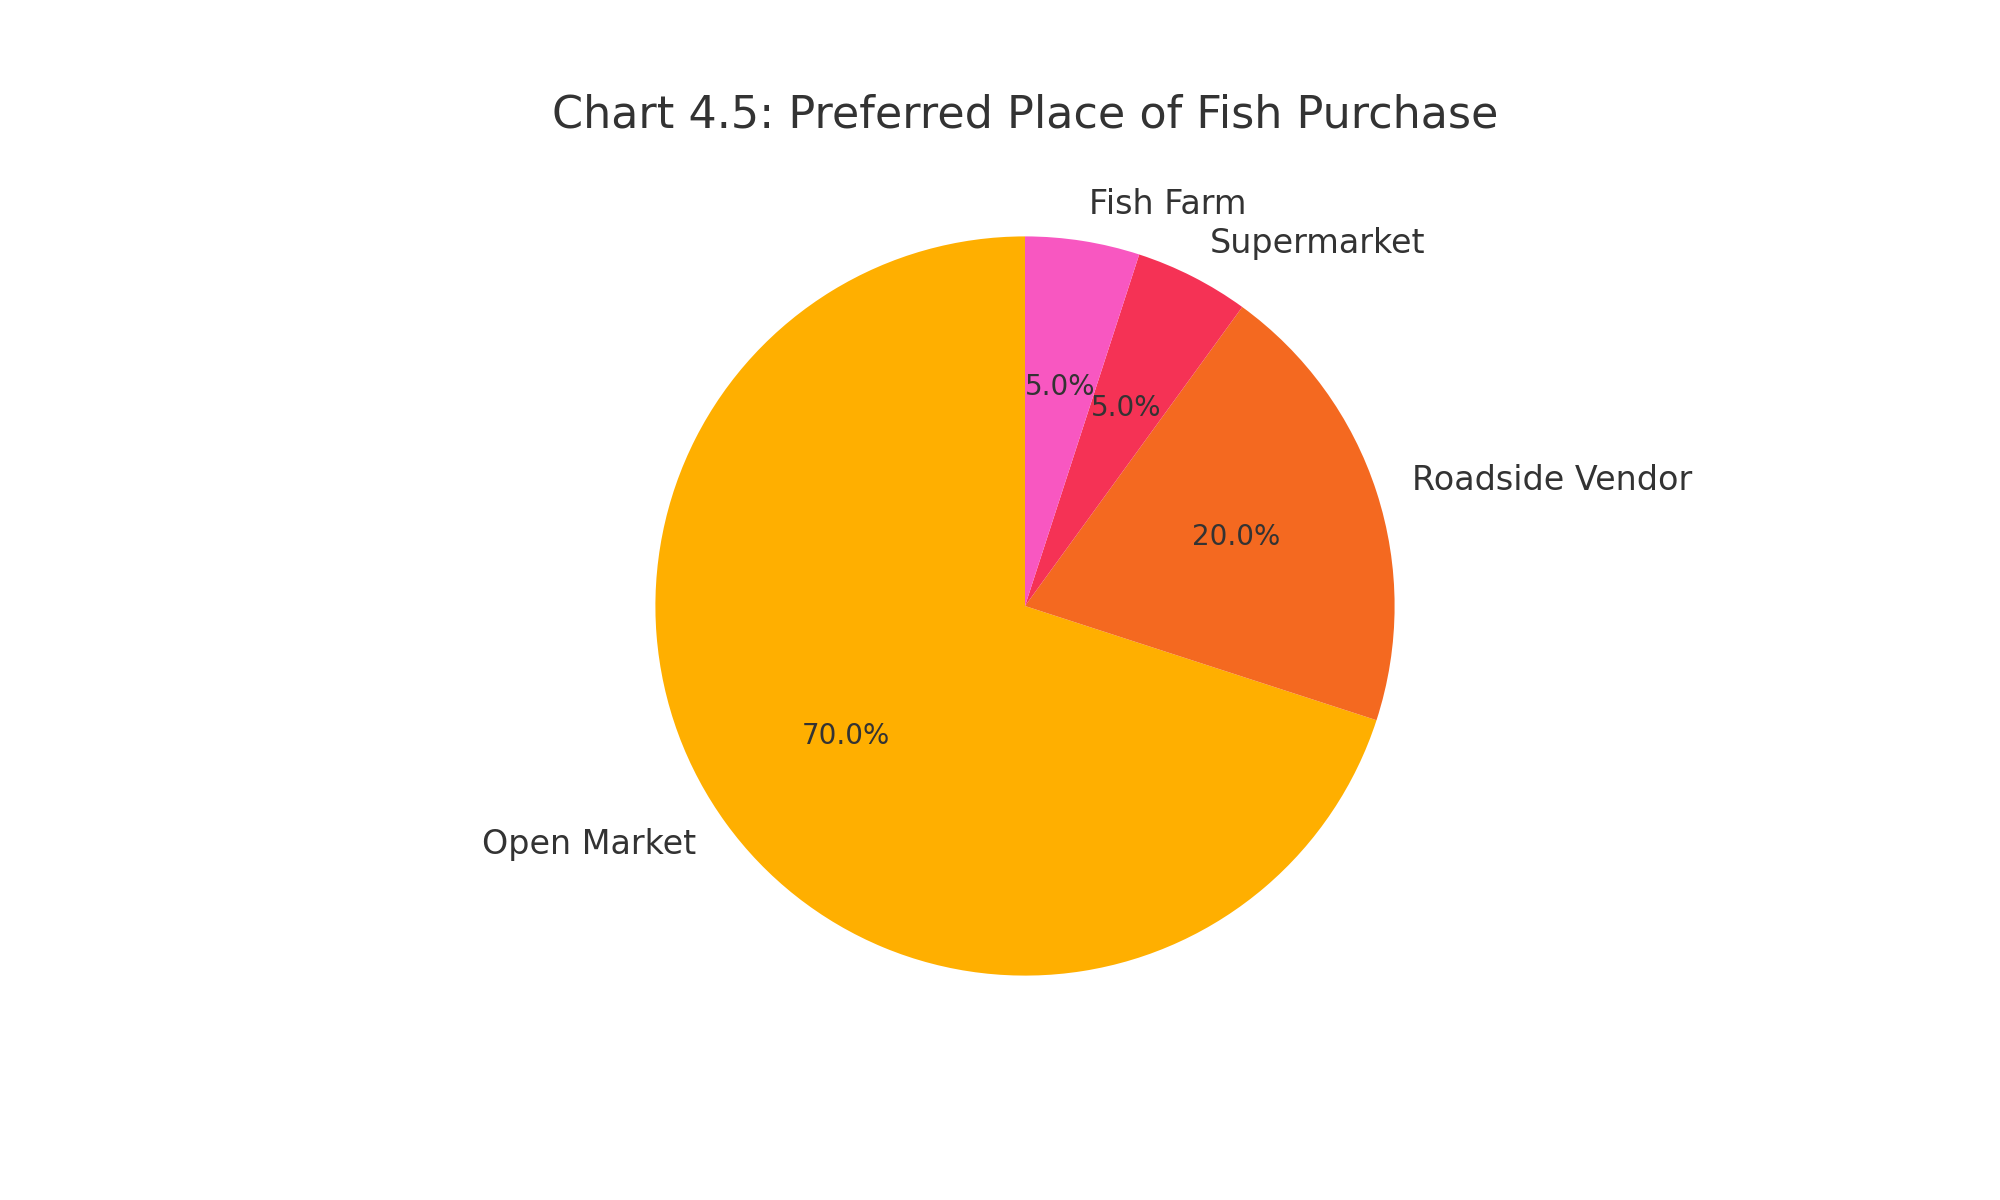 Chart 4.5: Preferred Place of Fish Purchase
Fish Farm
Supermarket
5.0%
5.0%
Roadside Vendor
20.0%
70.0%
Open Market